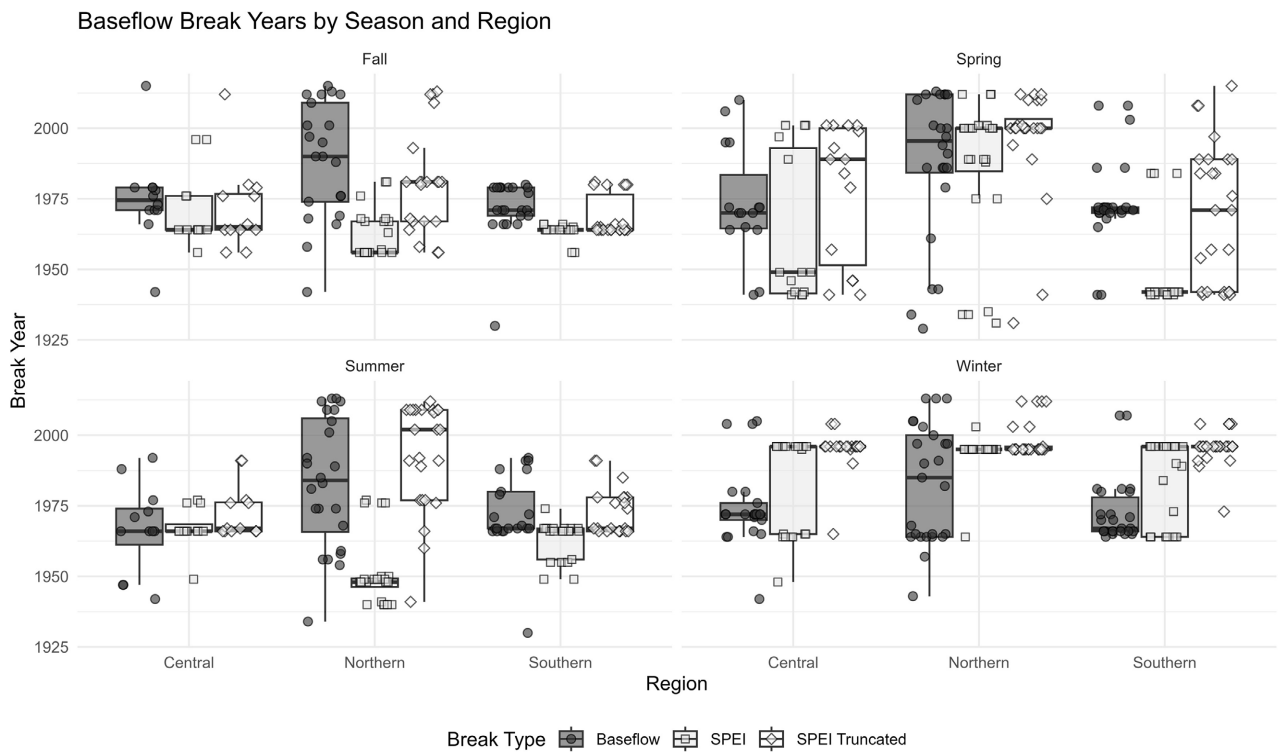 Baseflow Break Years by Season and Region
Fall
Spring
2000
1975
1950
1925
Summer
Winter
2000
1975
1950
1925
Break Year
Central
Northern
Southern
Central
Northern
Southern
Region
Break Type
Baseflow
SPEI
SPEI Truncated